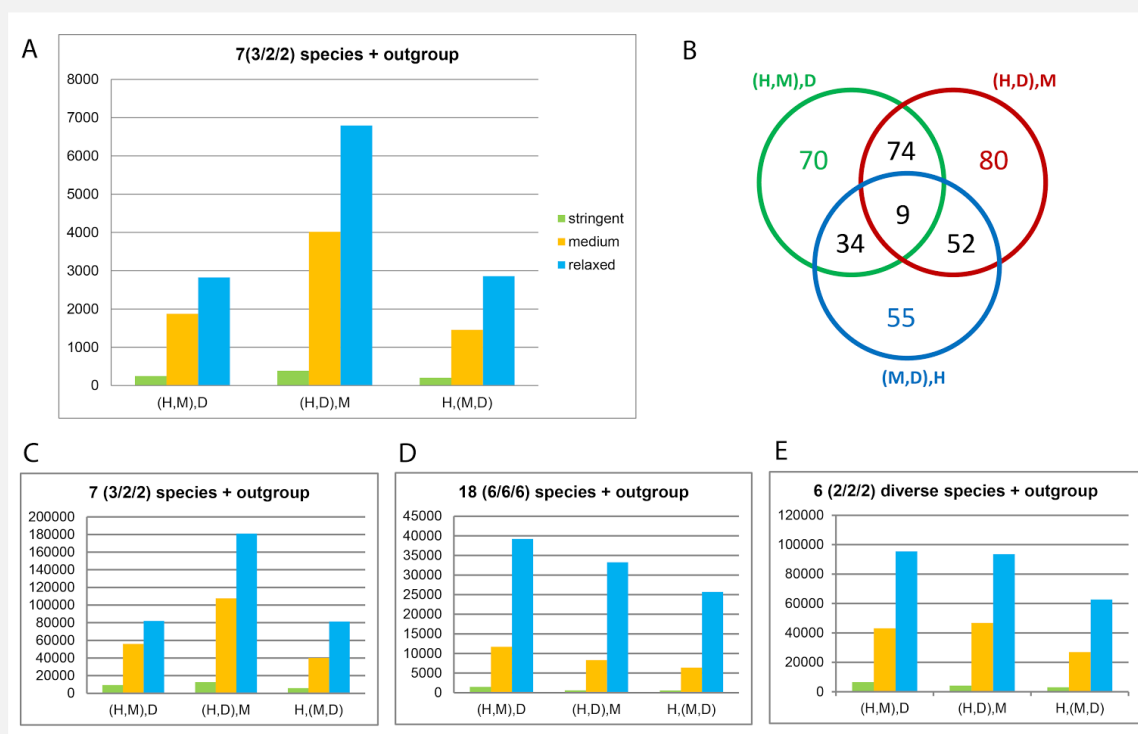 A
7(3/2/2) species + outgroup
8000
7000
6000
5000
4000
3000
2000
1000
0
(H,M),D (H,D),M H,(M,D)
stringent
medium
relaxed
B
(H,M),D (H,D),M
70 74 80
9
34 52
55
(M,D),H
C
7 (3/2/2) species + outgroup
200000
180000
160000
140000
120000
100000
80000
60000
40000
20000
0
(H,M),D (H,D),M H,(M,D)
D
18 (6/6/6) species + outgroup
45000
40000
35000
30000
25000
20000
15000
10000
5000
0
(H,M),D (H,D),M H,(M,D)
E
6 (2/2/2) diverse species + outgroup
120000
100000
80000
60000
40000
20000
0
(H,M),D (H,D),M H,(M,D)